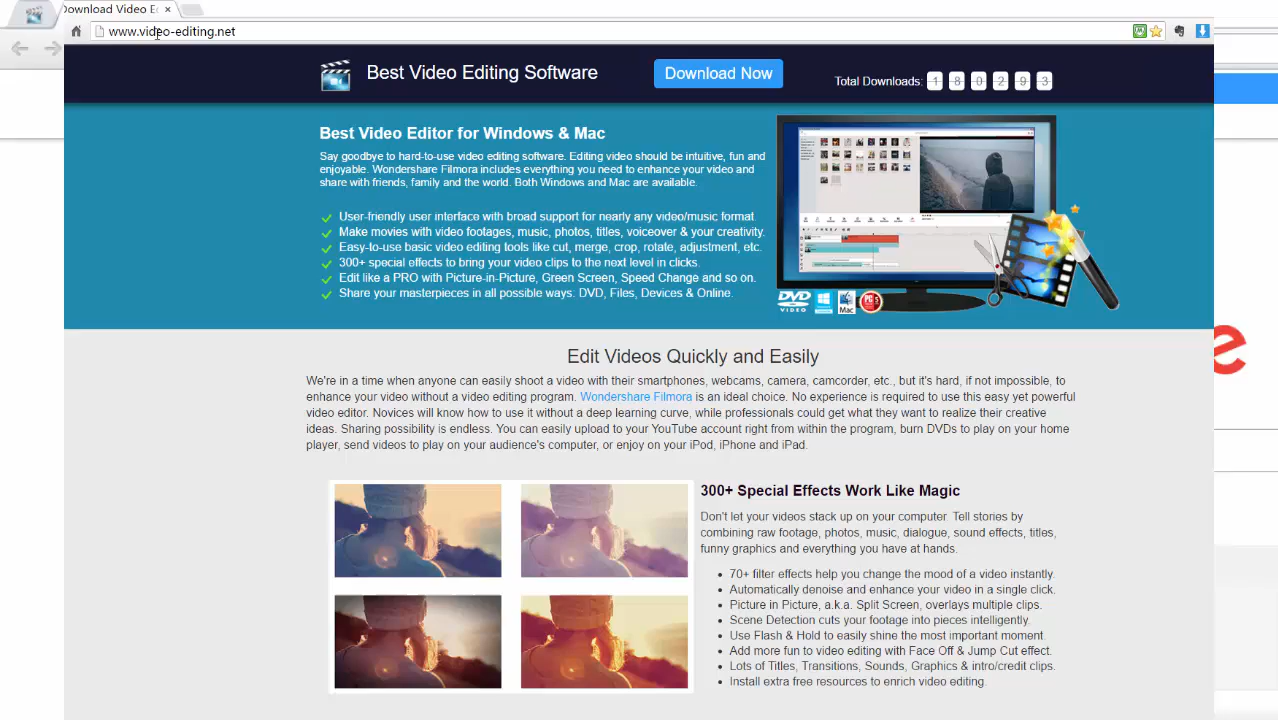 Download Video E
www.video-editing.net
Best Video Editing Software
Download Now
Total Downloads: 1 8 0 2 9 3
Best Video Editor for Windows & Mac
Say goodbye to hard-to-use video editing software. Editing video should be intuitive, fun and
enjoyable. Wondershare Filmora includes everything you need to enhance your video and
share with friends, family and the world. Both Windows and Mac are available.
User-friendly user interface with broad support for nearly any video/music format
Make movies with video footages, music, photos, titles, voiceover & your creativity.
Easy-to-use basic video editing tools like cut, merge, crop, rotate, adjustment, etc.
300+ special effects to bring your video clips to the next level in clicks.
Edit like a PRO with Picture-in-Picture, Green Screen, Speed Change and so on.
Share your masterpieces in all possible ways: DVD, Files, Devices & Online.
DVD
VIDEO
Mac
Edit Videos Quickly and Easily
We're in a time when anyone can easily shoot a video with their smartphones, webcams, camera, camcorder, etc., but it's hard, if not impossible, to
enhance your video without a video editing program. Wondershare Filmora is an ideal choice. No experience is required to use this easy yet powerful
video editor. Novices will know how to use it without a deep learning curve, while professionals could get what they want to realize their creative
ideas. Sharing possibility is endless. You can easily upload to your YouTube account right from within the program, burn DVDs to play on your home
player, send videos to play on your audience's computer, or enjoy on your iPod, iPhone and iPad.
300+ Special Effects Work Like Magic
Don't let your videos stack up on your computer. Tell stories by
combining raw footage, photos, music, dialogue, sound effects, titles,
funny graphics and everything you have at hands.
70+ filter effects help you change the mood of a video instantly.
Automatically denoise and enhance your video in a single click.
Picture in Picture, a.k.a. Split Screen, overlays multiple clips.
Scene Detection cuts your footage into pieces intelligently.
Use Flash & Hold to easily shine the most important moment.
Add more fun to video editing with Face Off & Jump Cut effect.
Lots of Titles, Transitions, Sounds, Graphics & intro/credit clips.
Install extra free resources to enrich video editing.
e